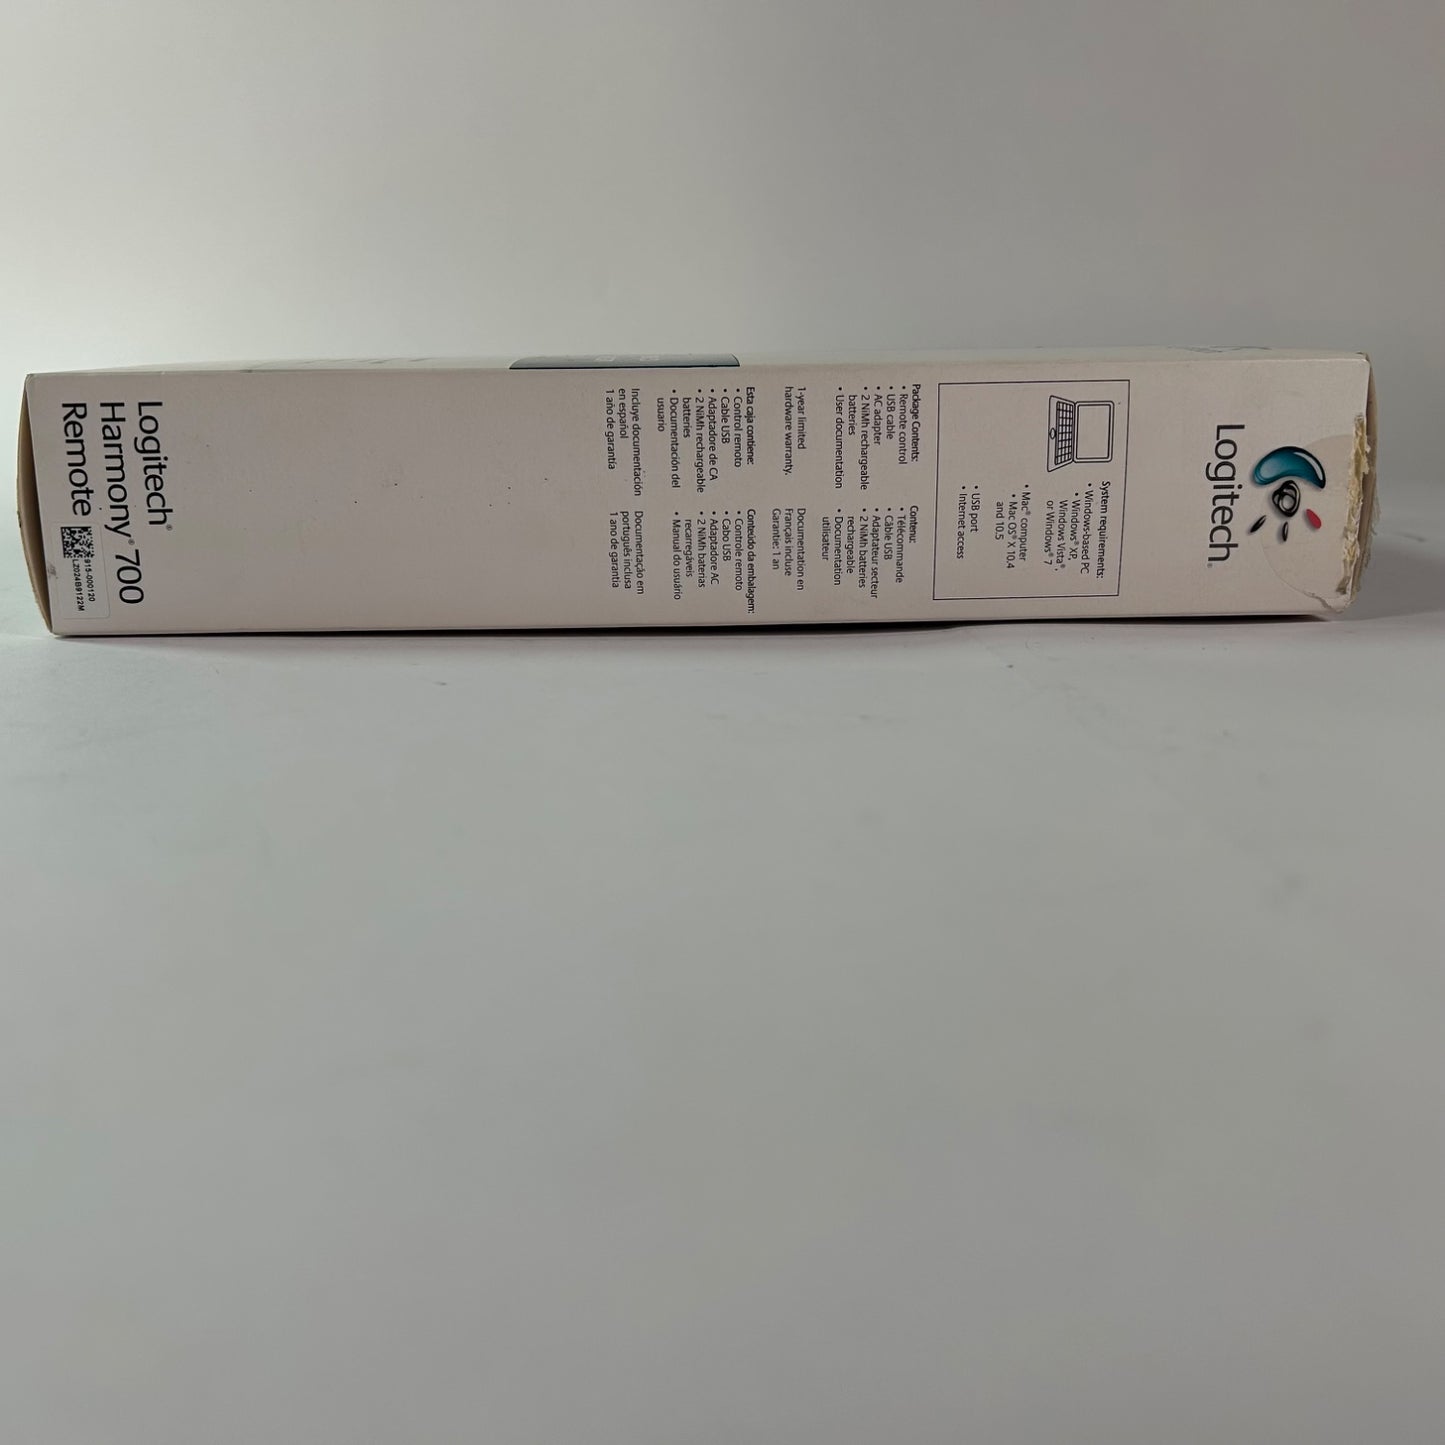 Logitech®
System requirements:
• Windows-based PC
• Windows® XP,
Windows Vista®,
or Windows® 7
• Mac® computer
• Mac OS® X 10.4
and 10.5
• USB port
• Internet access
Package Contents:
• Remote control
• USB cable
• AC adapter
• 2 NiMh rechargeable
batteries
• User documentation
1-year limited
hardware warranty.
Contenu:
• Télécommande
• Câble USB
• Adaptateur secteur
• 2 NiMh batteries
rechargeable
• Documentation
utilisateur
Documentation en
Français incluse
Garantie: 1 an
Esta caja contiene:
• Control remoto
• Cable USB
• Adaptadore de CA
• 2 NiMh rechargeable
batteries
• Documentación del
usuario
Incluye documentación
en español
1 año de garantía
Conteúdo da embalagem:
• Controle remoto
• Cabo USB
• Adaptadore AC
• 2 NiMh baterias
recarregáveis
• Manual do usuário
Documentação em
português inclusa
1 ano de garantia
Logitech®
Harmony® 700
Remote
915-000120
LZ024B9122M